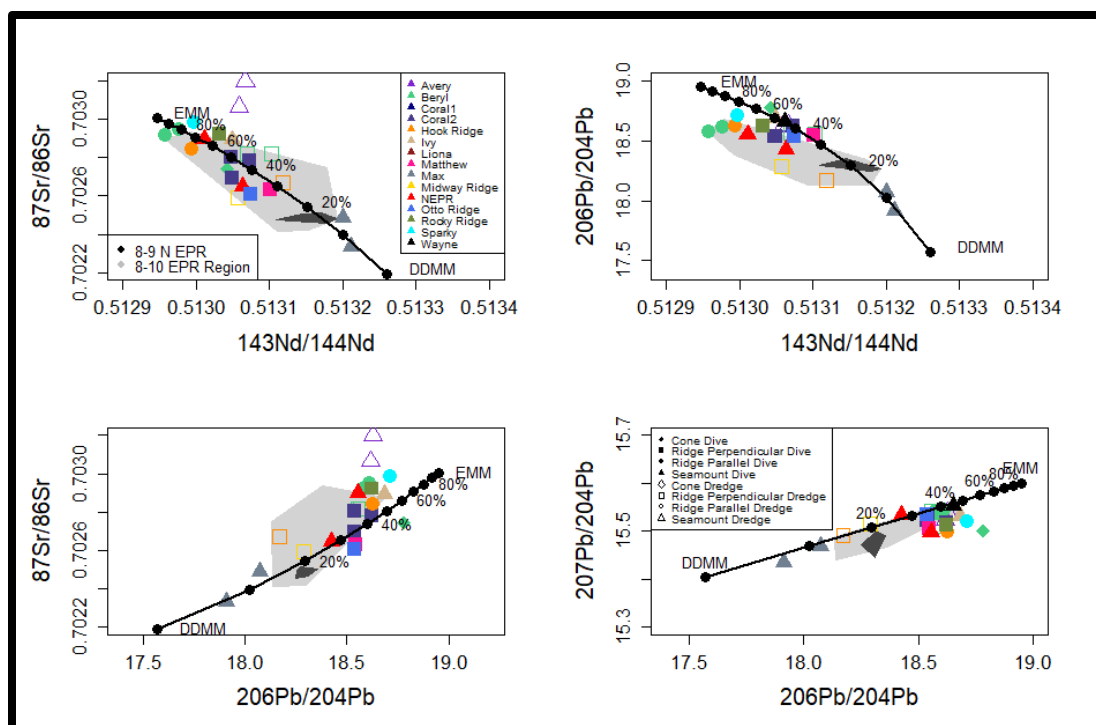 87Sr/86Sr
0.7030
0.7026
0.7022
EMM
80%
60%
40%
20%
DDMM
Avery
Beryl
Coral1
Coral2
Hook Ridge
Ivy
Liona
Matthew
Max
Midway Ridge
NEPR
Otto Ridge
Rocky Ridge
Sparky
Wayne
8-9 N EPR
8-10 EPR Region
0.5129 0.5130 0.5131 0.5132 0.5133 0.5134
143Nd/144Nd
206Pb/204Pb
19.0
18.5
18.0
17.5
EMM
80%
60%
40%
20%
DDMM
0.5129 0.5130 0.5131 0.5132 0.5133 0.5134
143Nd/144Nd
87Sr/86Sr
0.7030
0.7026
0.7022
EMM
80%
60%
40%
20%
DDMM
17.5 18.0 18.5 19.0
206Pb/204Pb
207Pb/204Pb
15.7
15.5
15.3
Cone Dive
Ridge Perpendicular Dive
Ridge Parallel Dive
Seamount Dive
Cone Dredge
Ridge Perpendicular Dredge
Ridge Parallel Dredge
Seamount Dredge
EMM
80%
60%
40%
20%
DDMM
17.5 18.0 18.5 19.0
206Pb/204Pb